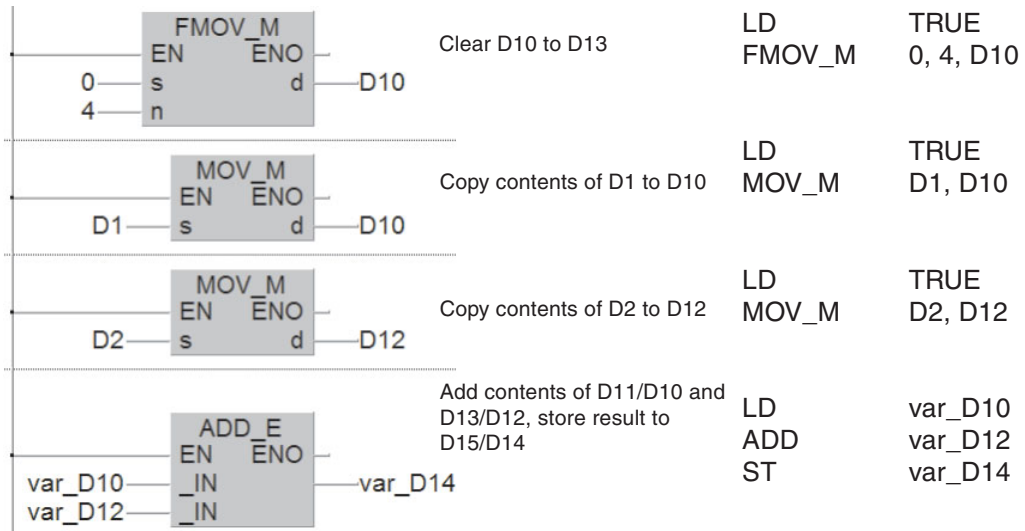 FMOV_M
EN ENO
0 s d D10
4 n
Clear D10 to D13
LD TRUE
FMOV_M 0, 4, D10
MOV_M
EN ENO
D1 s d D10
Copy contents of D1 to D10
LD TRUE
MOV_M D1, D10
MOV_M
EN ENO
D2 s d D12
Copy contents of D2 to D12
LD TRUE
MOV_M D2, D12
ADD_E
EN ENO
var_D10 _IN var_D14
var_D12 _IN
Add contents of D11/D10 and
D13/D12, store result to
D15/D14
LD var_D10
ADD var_D12
ST var_D14